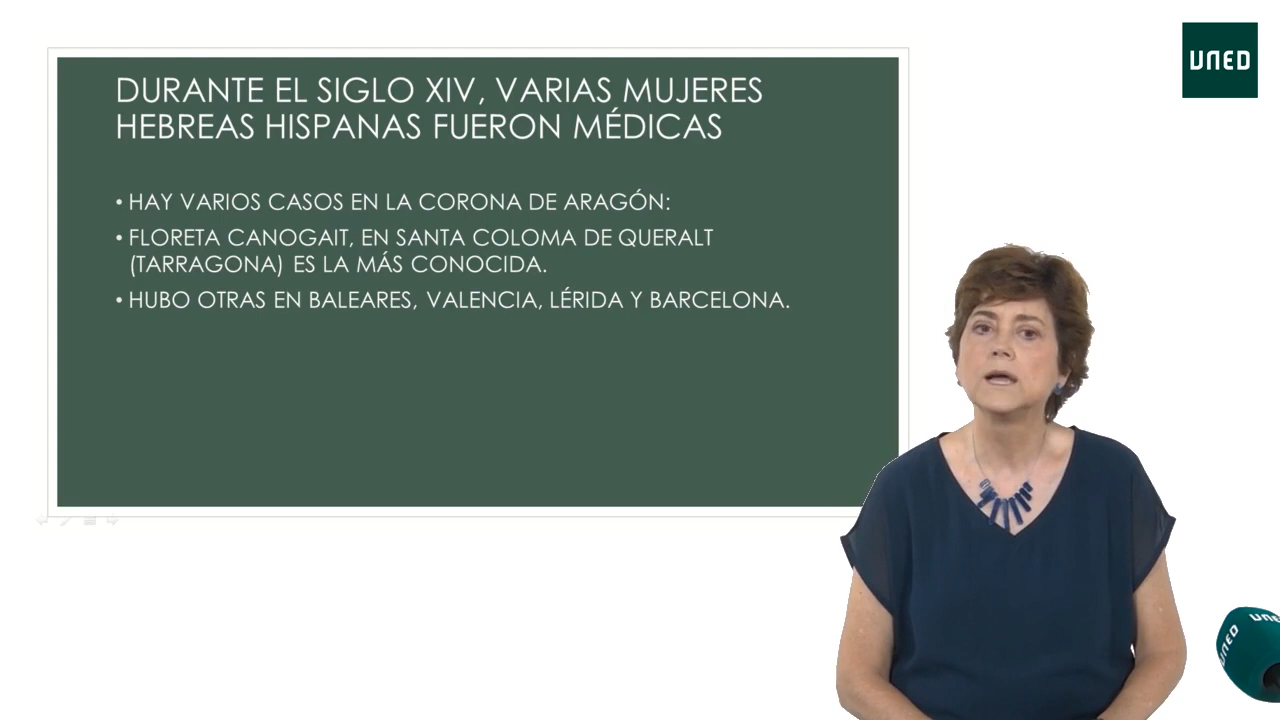 UNED
DURANTE EL SIGLO XIV, VARIAS MUJERES
HEBREAS HISPANAS FUERON MÉDICAS
• HAY VARIOS CASOS EN LA CORONA DE ARAGÓN:
• FLORETA CANOGAIT, EN SANTA COLOMA DE QUERALT
(TARRAGONA) ES LA MÁS CONOCIDA.
• HUBO OTRAS EN BALEARES, VALENCIA, LÉRIDA Y BARCELONA.
UNED
UNE